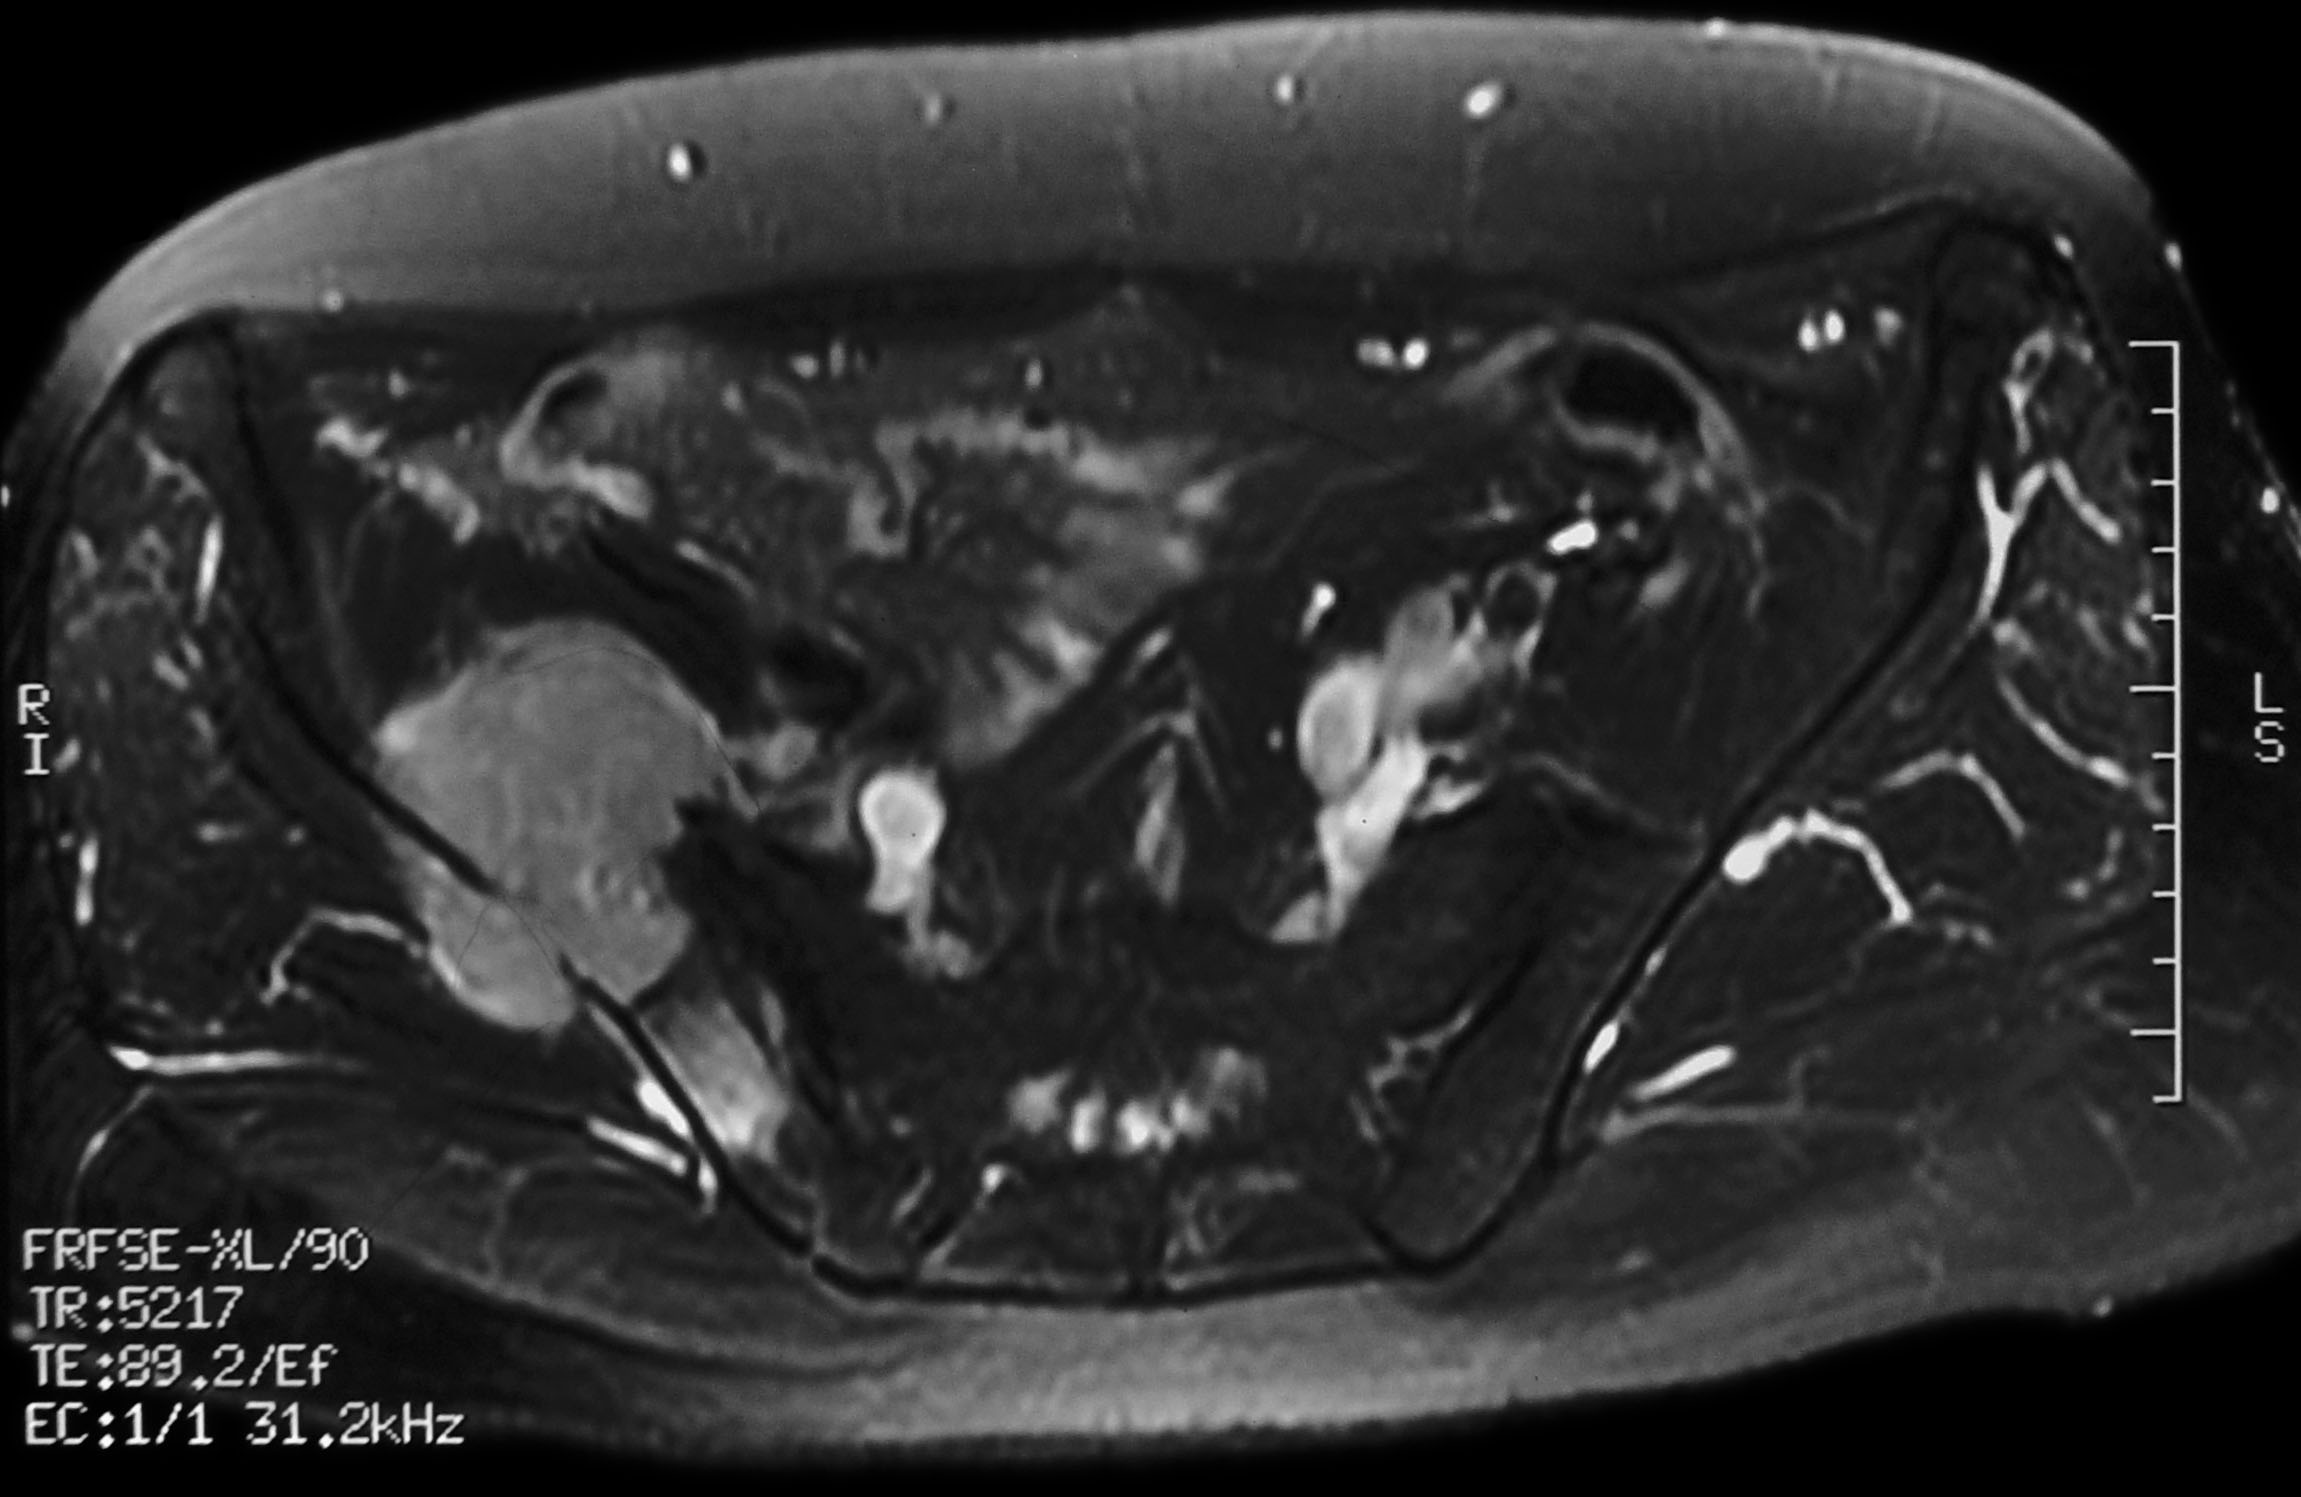 R
I
L
S
FRFSE-XL/90
TR:5217
TE:89.2/Ef
EC:1/1 31.2kHz